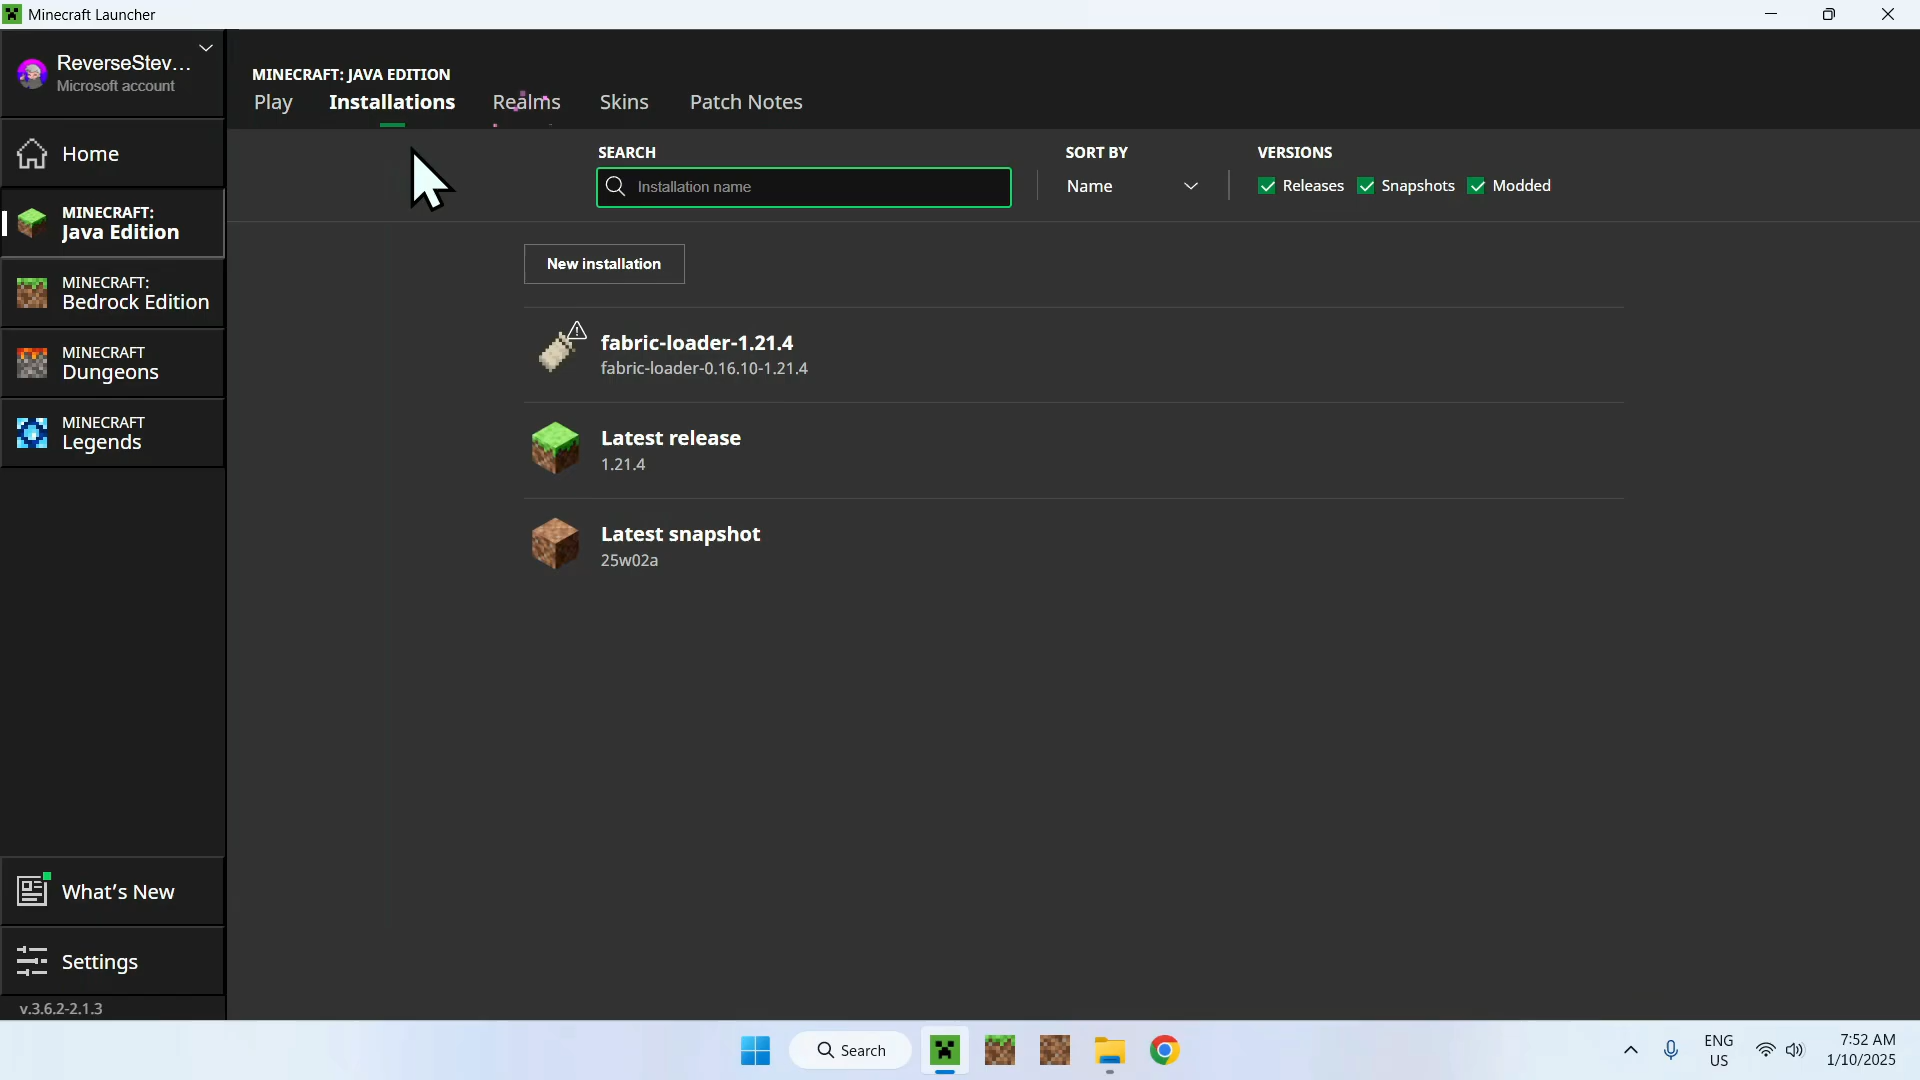 Minecraft Launcher
ReverseStev...
Microsoft account
Home
MINECRAFT:
Java Edition
MINECRAFT:
Bedrock Edition
MINECRAFT
Dungeons
MINECRAFT
Legends
What's New
Settings
v.3.6.2-2.1.3
MINECRAFT: JAVA EDITION
Play Installations Realms Skins Patch Notes
SEARCH SORT BY VERSIONS
Installation name Name Releases Snapshots Modded
New installation
fabric-loader-1.21.4
fabric-loader-0.16.10-1.21.4
Latest release
1.21.4
Latest snapshot
25w02a
Search
ENG
US
7:52 AM
1/10/2025